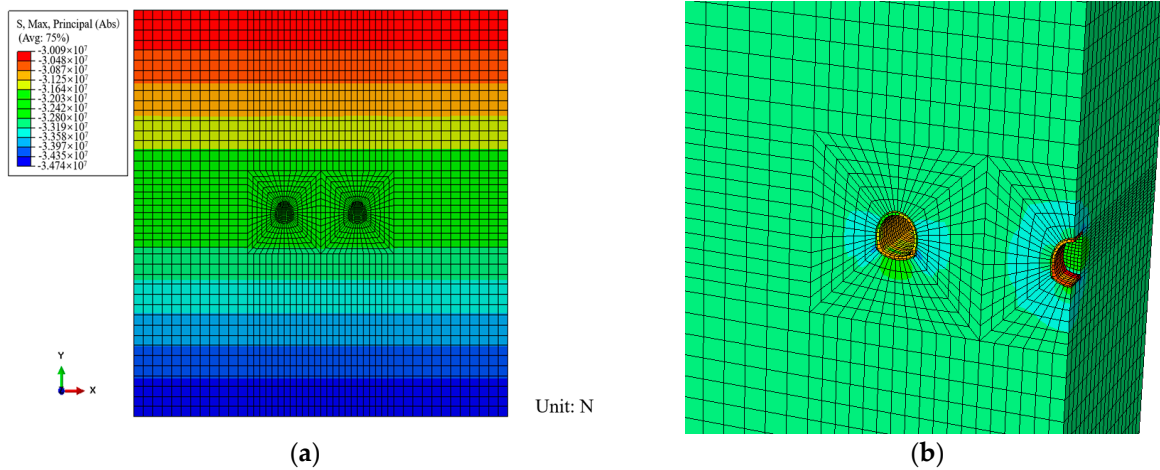 S, Max, Principal (Abs)
(Avg: 75%)
-3.009×10⁷
-3.048×10⁷
-3.087×10⁷
-3.125×10⁷
-3.164×10⁷
-3.203×10⁷
-3.242×10⁷
-3.280×10⁷
-3.319×10⁷
-3.358×10⁷
-3.397×10⁷
-3.435×10⁷
-3.474×10⁷
Y
X
Unit: N
(a)
(b)